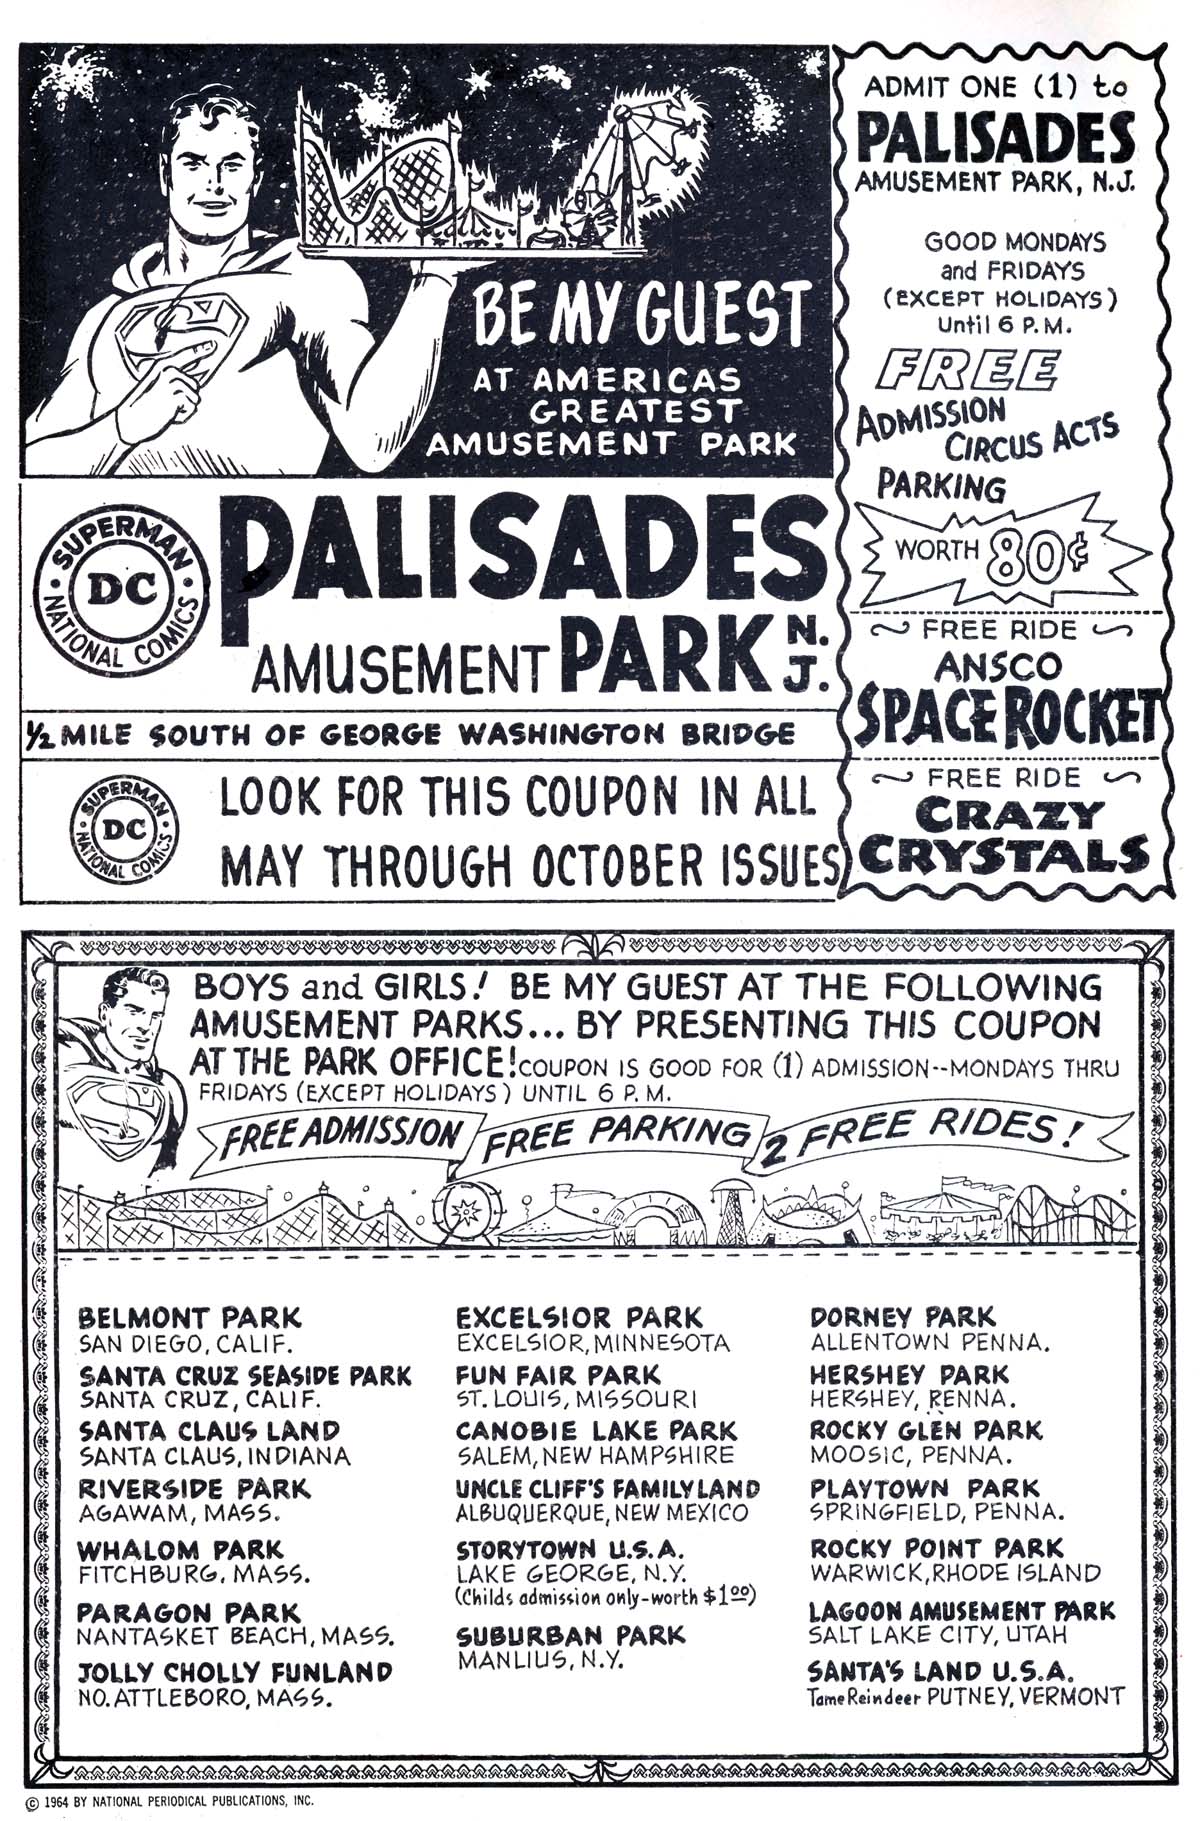 BE MY GUEST
AT AMERICAS
GREATEST
AMUSEMENT PARK
SUPERMAN
DC
NATIONAL COMICS
PALISADES
AMUSEMENT PARK N.J.
1/2 MILE SOUTH OF GEORGE WASHINGTON BRIDGE
SUPERMAN
DC
NATIONAL COMICS
LOOK FOR THIS COUPON IN ALL
MAY THROUGH OCTOBER ISSUES
ADMIT ONE (1) to
PALISADES
AMUSEMENT PARK, N.J.
GOOD MONDAYS
and FRIDAYS
(EXCEPT HOLIDAYS)
Until 6 P.M.
FREE
ADMISSION
CIRCUS ACTS
PARKING
WORTH 80¢
FREE RIDE
ANSCO
SPACE ROCKET
FREE RIDE
CRAZY
CRYSTALS
BOYS and GIRLS! BE MY GUEST AT THE FOLLOWING
AMUSEMENT PARKS... BY PRESENTING THIS COUPON
AT THE PARK OFFICE! COUPON IS GOOD FOR (1) ADMISSION--MONDAYS THRU
FRIDAYS (EXCEPT HOLIDAYS) UNTIL 6 P.M.
FREE ADMISSION
FREE PARKING
2 FREE RIDES!
BELMONT PARK
SAN DIEGO, CALIF.
SANTA CRUZ SEASIDE PARK
SANTA CRUZ, CALIF.
SANTA CLAUS LAND
SANTA CLAUS, INDIANA
RIVERSIDE PARK
AGAWAM, MASS.
WHALOM PARK
FITCHBURG, MASS.
PARAGON PARK
NANTASKET BEACH, MASS.
JOLLY CHOLLY FUNLAND
NO. ATTLEBORO, MASS.
EXCELSIOR PARK
EXCELSIOR, MINNESOTA
FUN FAIR PARK
ST. LOUIS, MISSOURI
CANOBIE LAKE PARK
SALEM, NEW HAMPSHIRE
UNCLE CLIFF'S FAMILYLAND
ALBUQUERQUE, NEW MEXICO
STORYTOWN U.S.A.
LAKE GEORGE, N.Y.
(Childs admission only-worth $1.00)
SUBURBAN PARK
MANLIUS, N.Y.
DORNEY PARK
ALLENTOWN PENNA.
HERSHEY PARK
HERSHEY, PENNA.
ROCKY GLEN PARK
MOOSIC, PENNA.
PLAYTOWN PARK
SPRINGFIELD, PENNA.
ROCKY POINT PARK
WARWICK, RHODE ISLAND
LAGOON AMUSEMENT PARK
SALT LAKE CITY, UTAH
SANTA'S LAND U.S.A.
Tame Reindeer PUTNEY, VERMONT
© 1964 BY NATIONAL PERIODICAL PUBLICATIONS, INC.